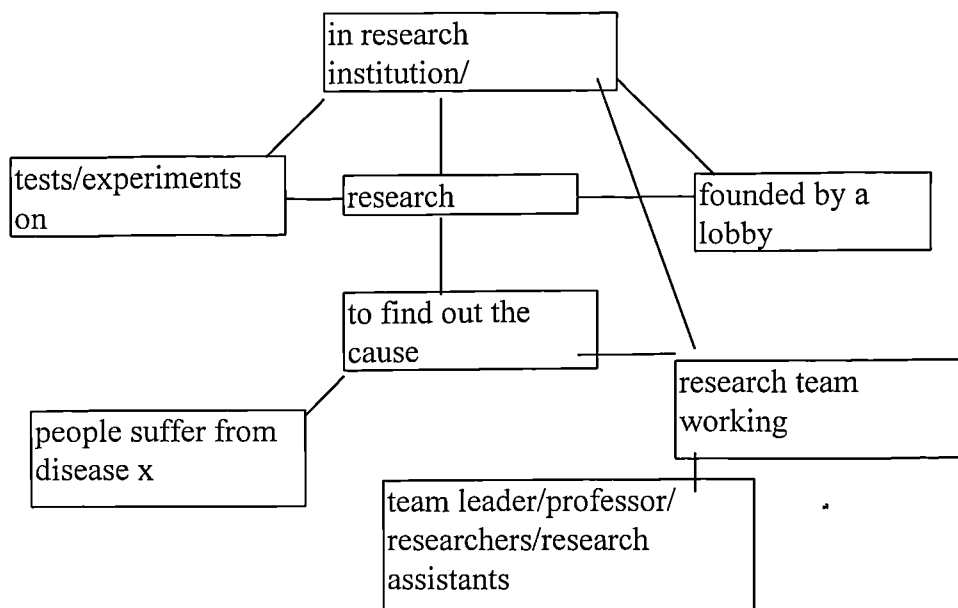 in research
institution/
tests/experiments
on
research
founded by a
lobby
to find out the
cause
research team
working
people suffer from
disease x
team leader/professor/
researchers/research
assistants